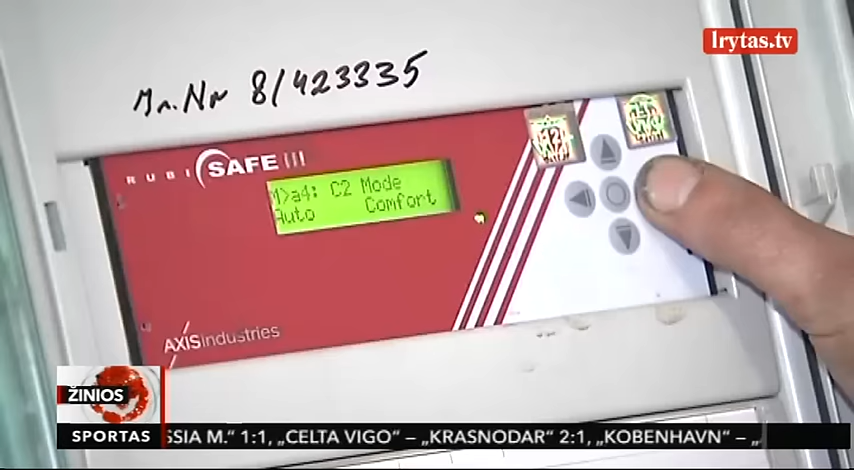 lrytas.tv
In.Nr 8/423335
RUBI SAFE III
M>a4: C2 Mode
Auto Comfort
AXISindustries
ŽINIOS
SPORTAS
SSIA M.“ 1:1, „CELTA VIGO“ – „KRASNODAR“ 2:1, „KOBENHAVN“ – „